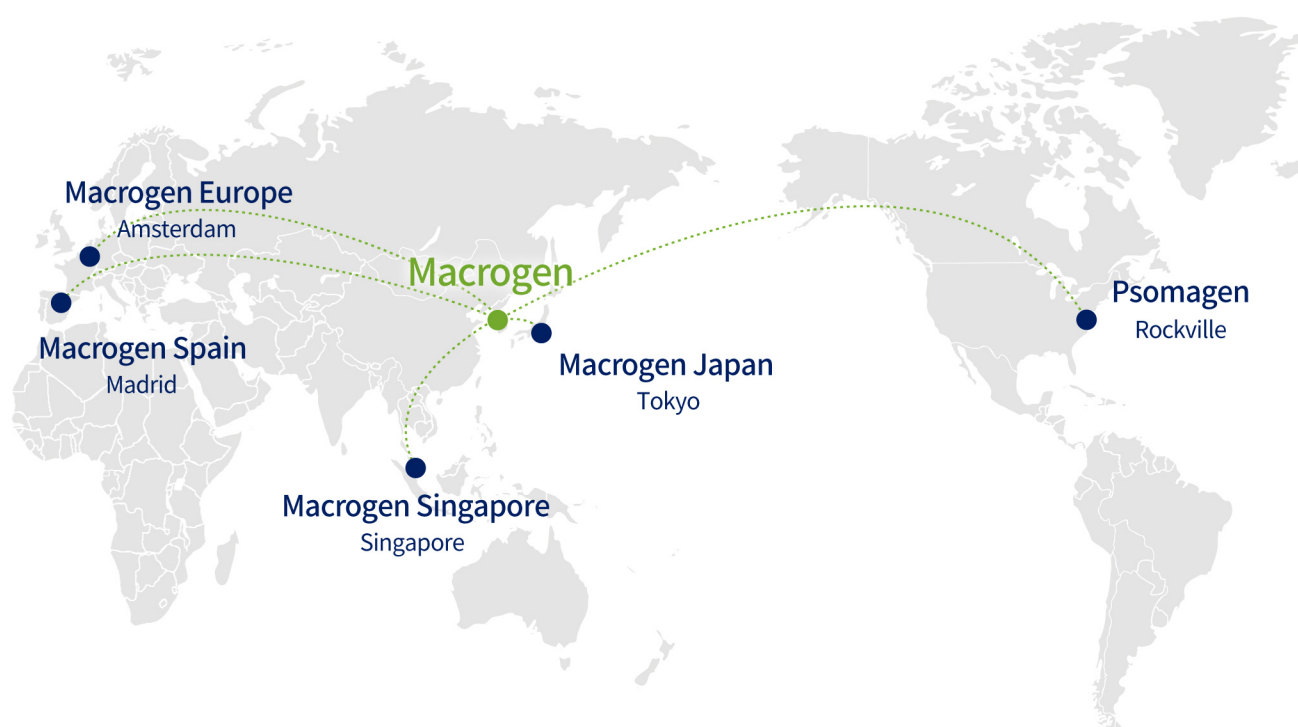 Macrogen Europe
Amsterdam
Macrogen
Psomagen
Rockville
Macrogen Spain
Madrid
Macrogen Japan
Tokyo
Macrogen Singapore
Singapore